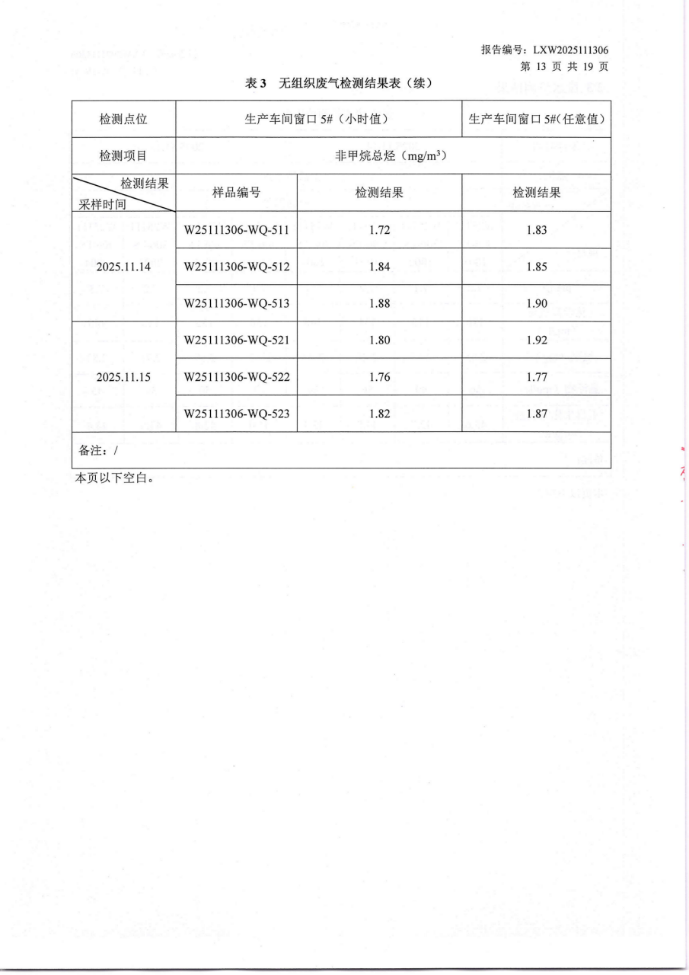 报告编号：LXW2025111306
第 13 页 共 19 页
表 3 无组织废气检测结果表（续）
检测点位 生产车间窗口 5#（小时值） 生产车间窗口 5#（任意值）
检测项目 非甲烷总烃（mg/m³）
检测结果
采样时间 样品编号 检测结果 检测结果
2025.11.14 W25111306-WQ-511 1.72 1.83
W25111306-WQ-512 1.84 1.85
W25111306-WQ-513 1.88 1.90
2025.11.15 W25111306-WQ-521 1.80 1.92
W25111306-WQ-522 1.76 1.77
W25111306-WQ-523 1.82 1.87
备注：/
本页以下空白。